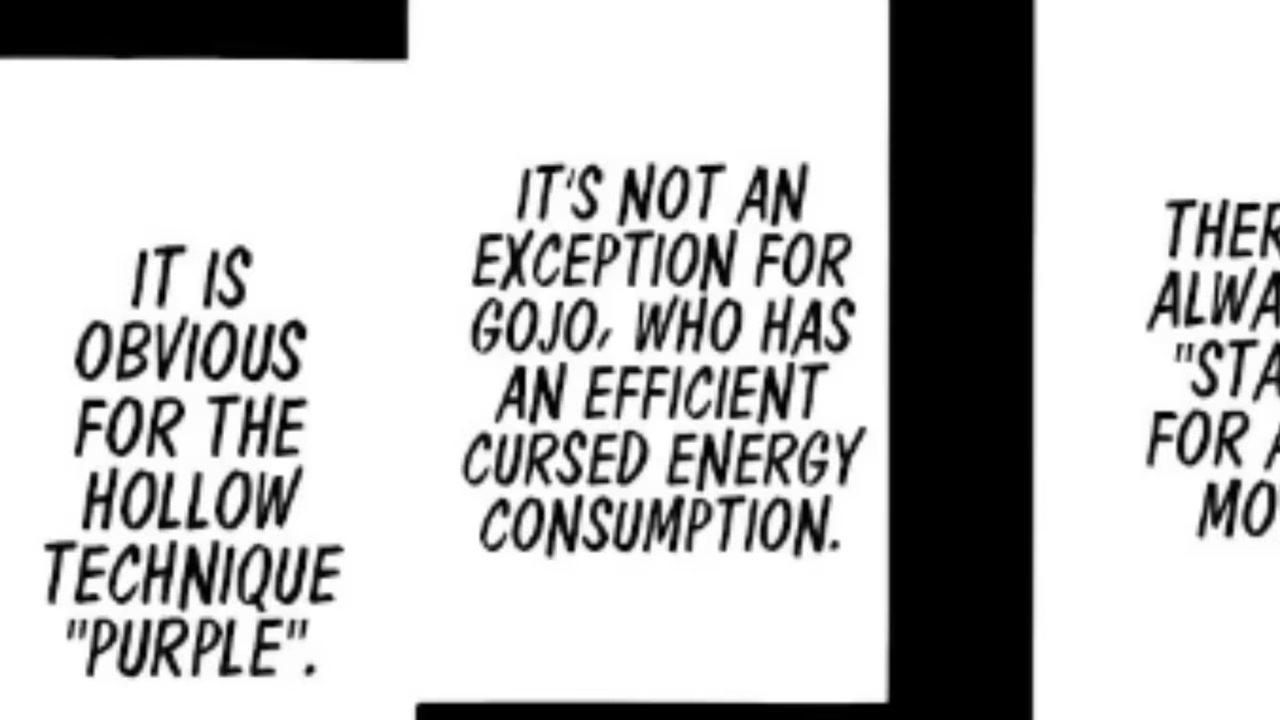 IT IS
OBVIOUS
FOR THE
HOLLOW
TECHNIQUE
"PURPLE".
IT'S NOT AN
EXCEPTION FOR
GOJO, WHO HAS
AN EFFICIENT
CURSED ENERGY
CONSUMPTION.
FOR